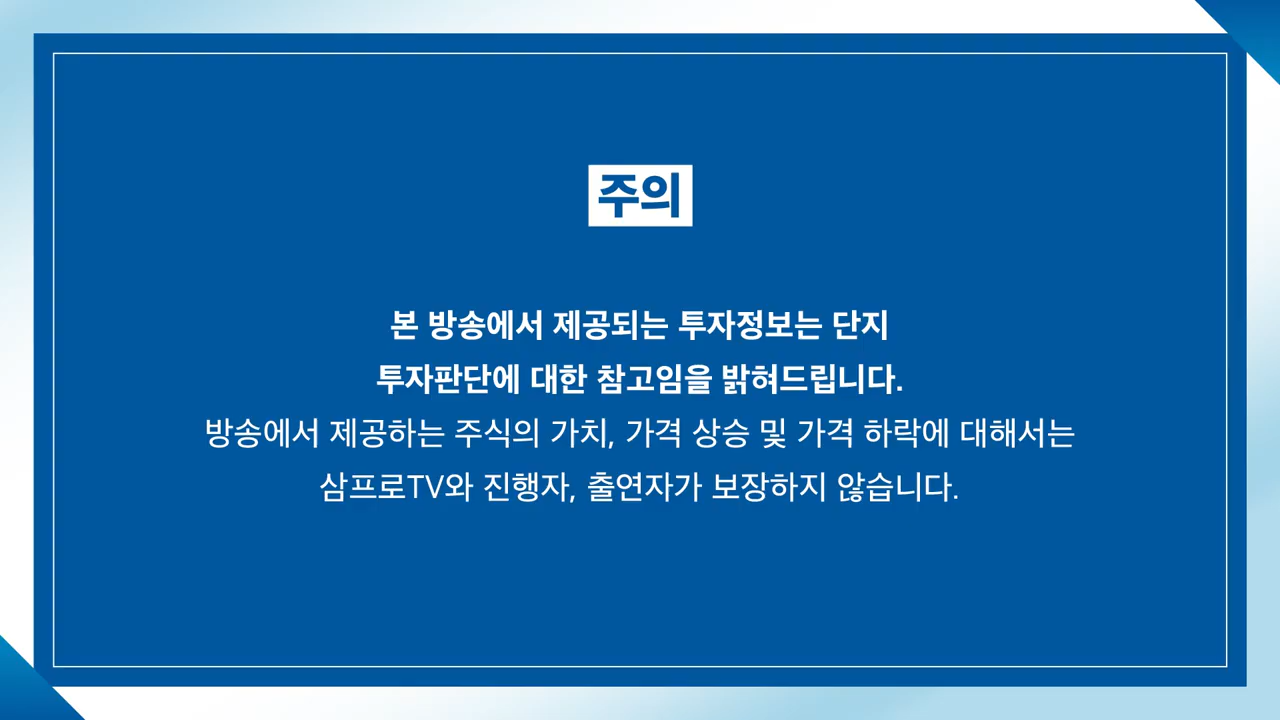 주의
본 방송에서 제공되는 투자정보는 단지
투자판단에 대한 참고임을 밝혀드립니다.
방송에서 제공하는 주식의 가치, 가격 상승 및 가격 하락에 대해서는
삼프로TV와 진행자, 출연자가 보장하지 않습니다.